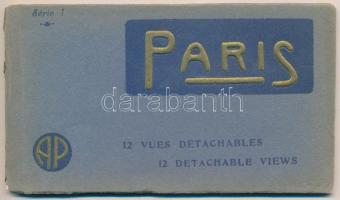 Série 1
PARIS
darabanth
AP
12 VUES DÉTACHABLES
12 DETACHABLE VIEWS